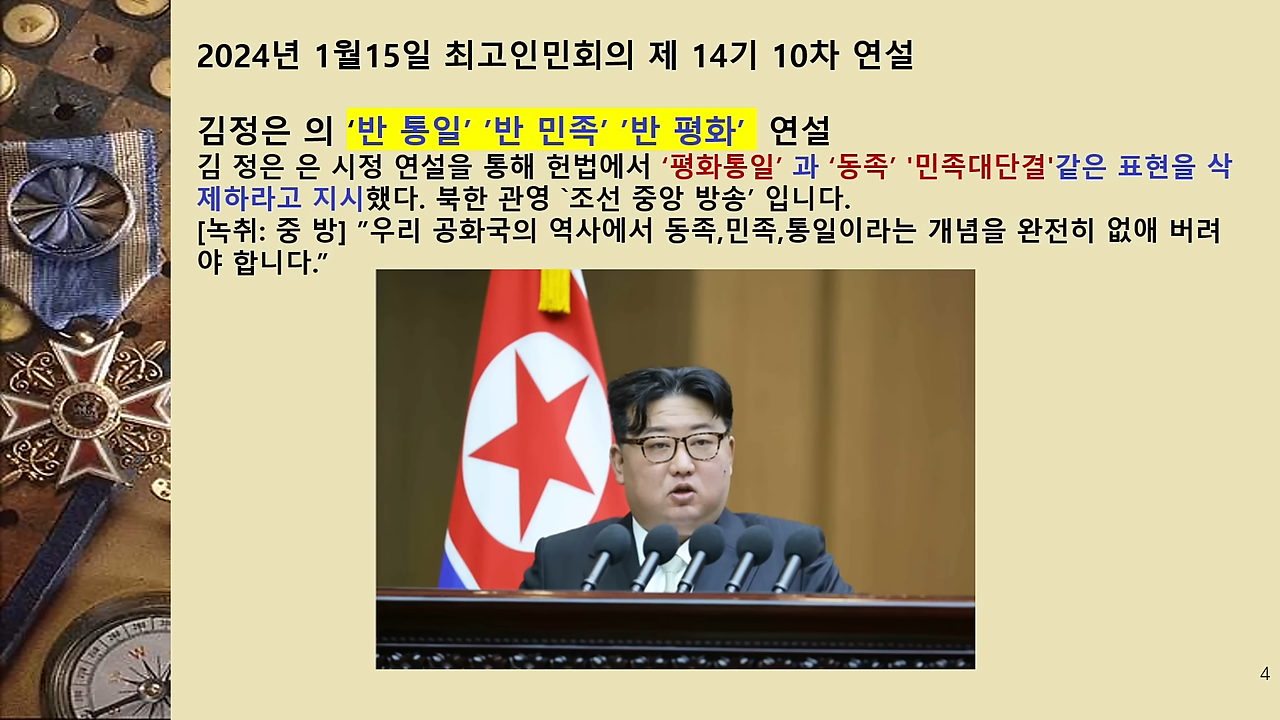 2024년 1월15일 최고인민회의 제 14기 10차 연설
김정은 의 ‘반 통일’ ’반 민족’ ’반 평화’ 연설
김 정은 은 시정 연설을 통해 헌법에서 ‘평화통일’ 과 ‘동족’ '민족대단결'같은 표현을 삭
제하라고 지시했다. 북한 관영 `조선 중앙 방송’ 입니다.
[녹취: 중 방] ”우리 공화국의 역사에서 동족,민족,통일이라는 개념을 완전히 없애 버려
야 합니다.”
4